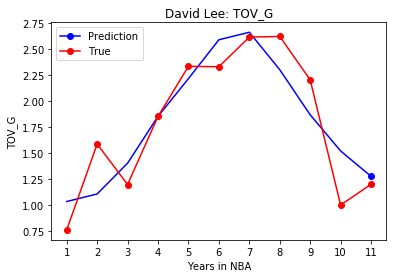 David Lee: TOV_G
Prediction
True
TOV_G
2.75
2.50
2.25
2.00
1.75
1.50
1.25
1.00
0.75
1 2 3 4 5 6 7 8 9 10 11
Years in NBA